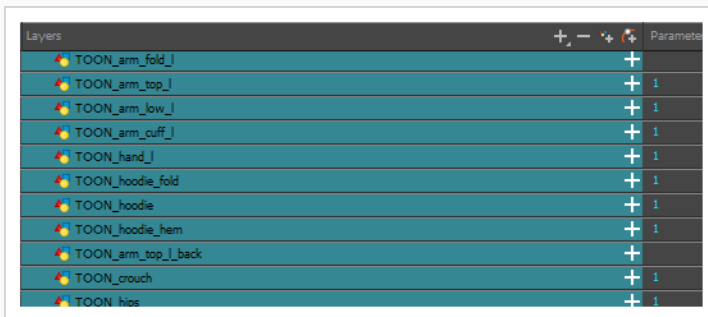 Layers Paramete
TOON_arm_fold_l
TOON_arm_top_l 1
TOON_arm_low_l 1
TOON_arm_cuff_l 1
TOON_hand_l 1
TOON_hoodie_fold 1
TOON_hoodie 1
TOON_hoodie_hem 1
TOON_arm_top_l_back
TOON_crouch 1
TOON_hips 1